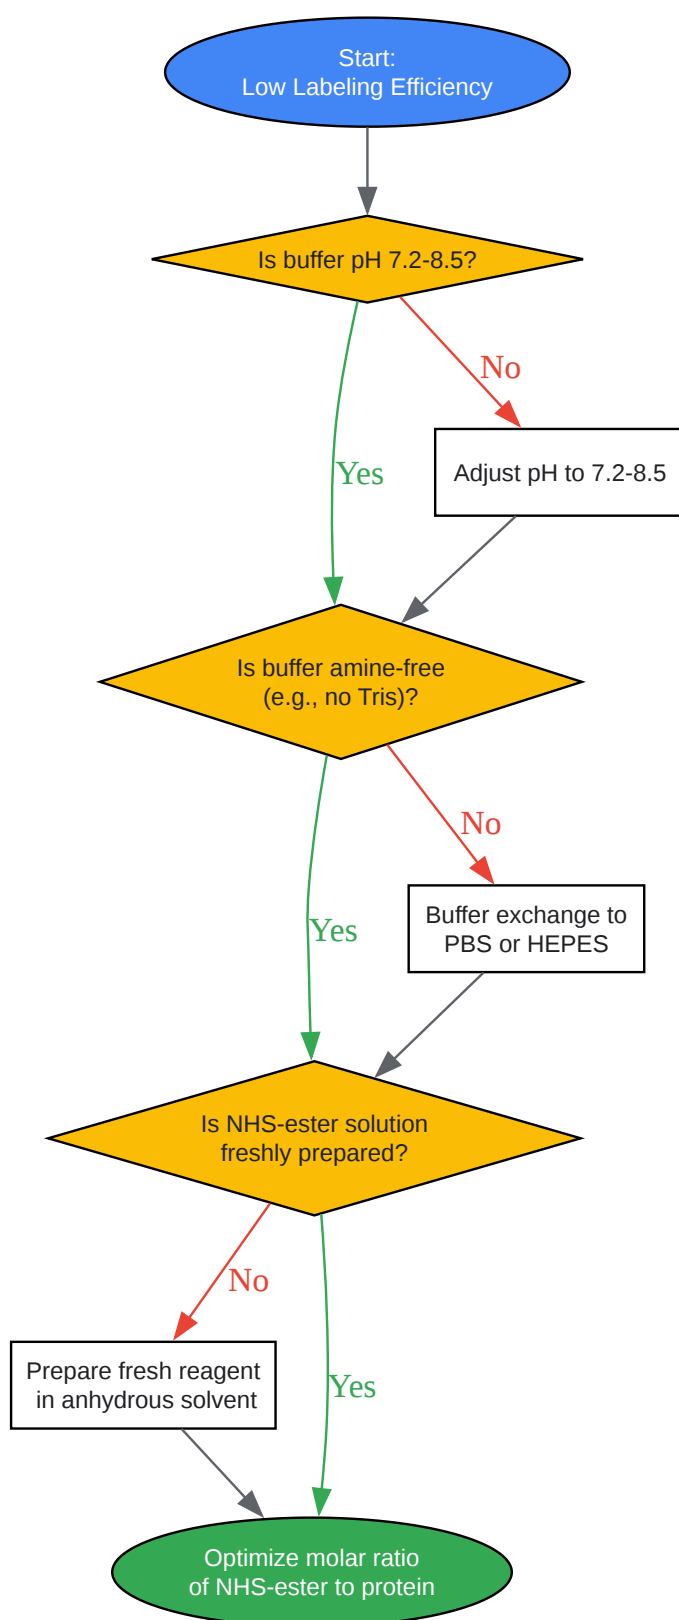 Start:
Low Labeling Efficiency
Is buffer pH 7.2-8.5?
No
Yes
Adjust pH to 7.2-8.5
Is buffer amine-free
(e.g., no Tris)?
No
Yes
Buffer exchange to
PBS or HEPES
Is NHS-ester solution
freshly prepared?
No
Yes
Prepare fresh reagent
in anhydrous solvent
Optimize molar ratio
of NHS-ester to protein